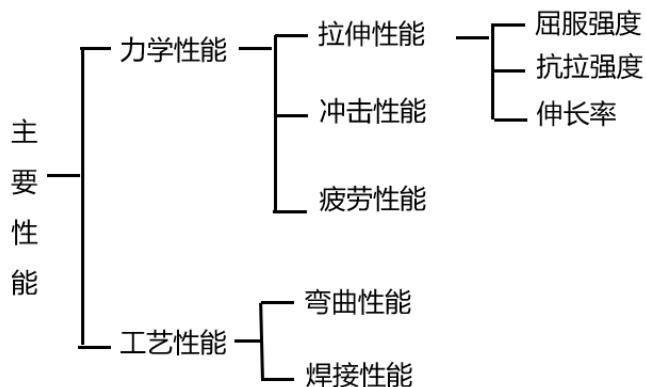 主要性能
力学性能
拉伸性能
屈服强度
抗拉强度
伸长率
冲击性能
疲劳性能
工艺性能
弯曲性能
焊接性能